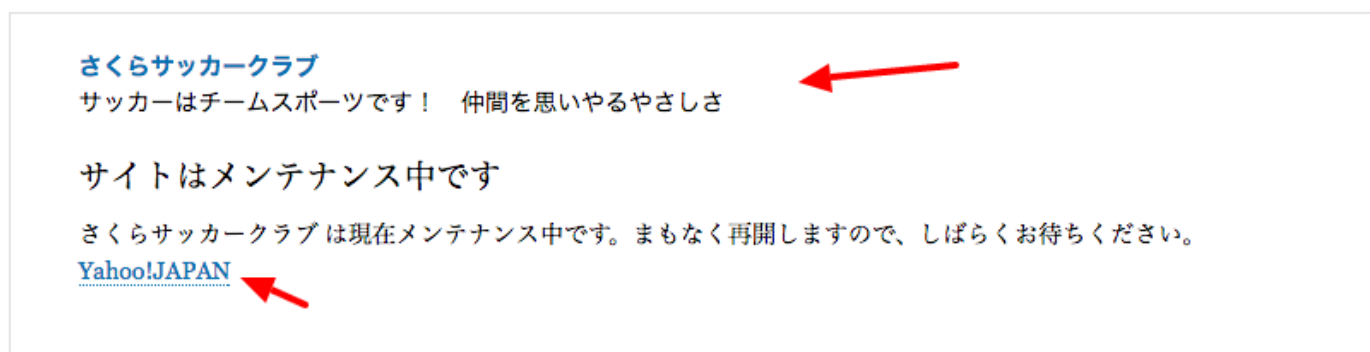 さくらサッカークラブ
サッカーはチームスポーツです！　仲間を思いやるやさしさ
サイトはメンテナンス中です
さくらサッカークラブ は現在メンテナンス中です。まもなく再開しますので、しばらくお待ちください。
Yahoo!JAPAN